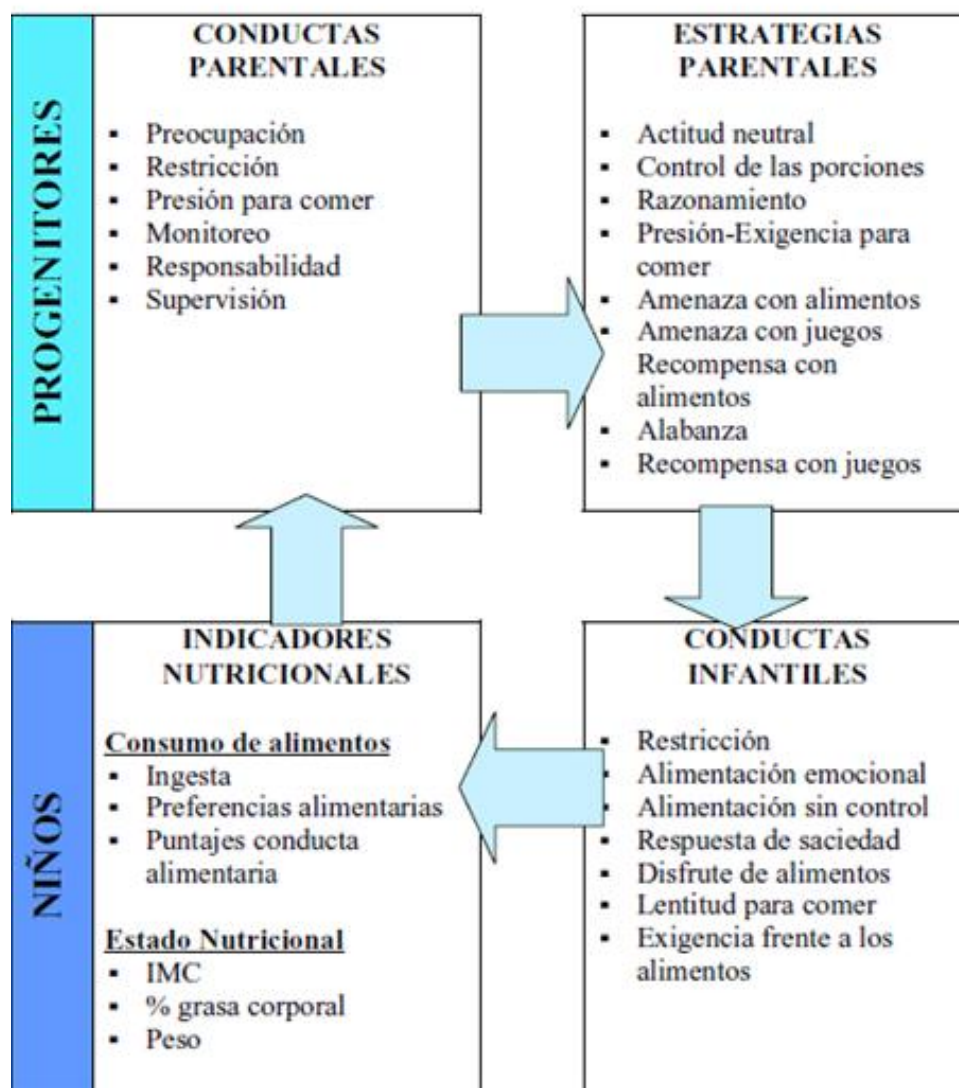 PROGENITORES
CONDUCTAS
PARENTALES
▪ Preocupación
▪ Restricción
▪ Presión para comer
▪ Monitoreo
▪ Responsabilidad
▪ Supervisión
ESTRATEGIAS
PARENTALES
▪ Actitud neutral
▪ Control de las porciones
▪ Razonamiento
▪ Presión-Exigencia para
comer
▪ Amenaza con alimentos
▪ Amenaza con juegos
Recompensa con
alimentos
▪ Alabanza
▪ Recompensa con juegos
NIÑOS
INDICADORES
NUTRICIONALES
Consumo de alimentos
▪ Ingesta
▪ Preferencias alimentarias
▪ Puntajes conducta
alimentaria
Estado Nutricional
▪ IMC
▪ % grasa corporal
▪ Peso
CONDUCTAS
INFANTILES
▪ Restricción
▪ Alimentación emocional
▪ Alimentación sin control
▪ Respuesta de saciedad
▪ Disfrute de alimentos
▪ Lentitud para comer
▪ Exigencia frente a los
alimentos